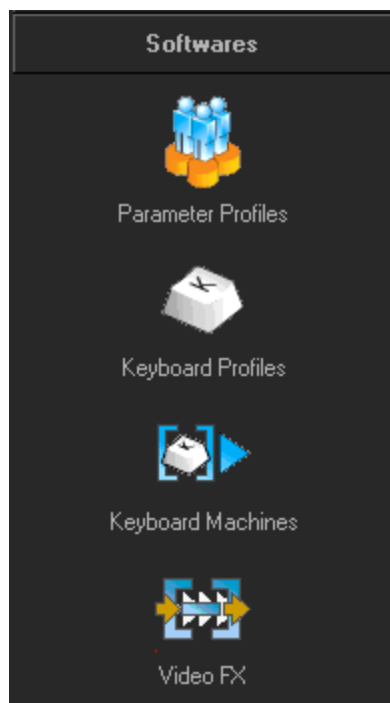 Softwares
Parameter Profiles
K
Keyboard Profiles
K
Keyboard Machines
Video FX